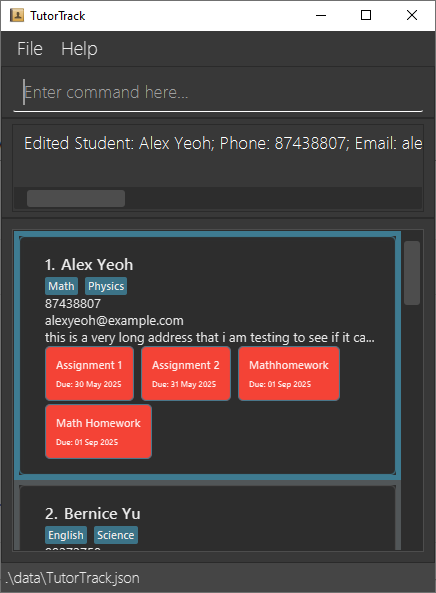 TutorTrack
File Help
Enter command here...
Edited Student: Alex Yeoh; Phone: 87438807; Email: ale
1. Alex Yeoh
Math Physics
87438807
alexyeoh@example.com
this is a very long address that i am testing to see if it ca...
Assignment 1 Assignment 2 Mathhomework
Due: 30 May 2025 Due: 31 May 2025 Due: 01 Sep 2025
Math Homework
Due: 01 Sep 2025
2. Bernice Yu
English Science
.\data\TutorTrack.json